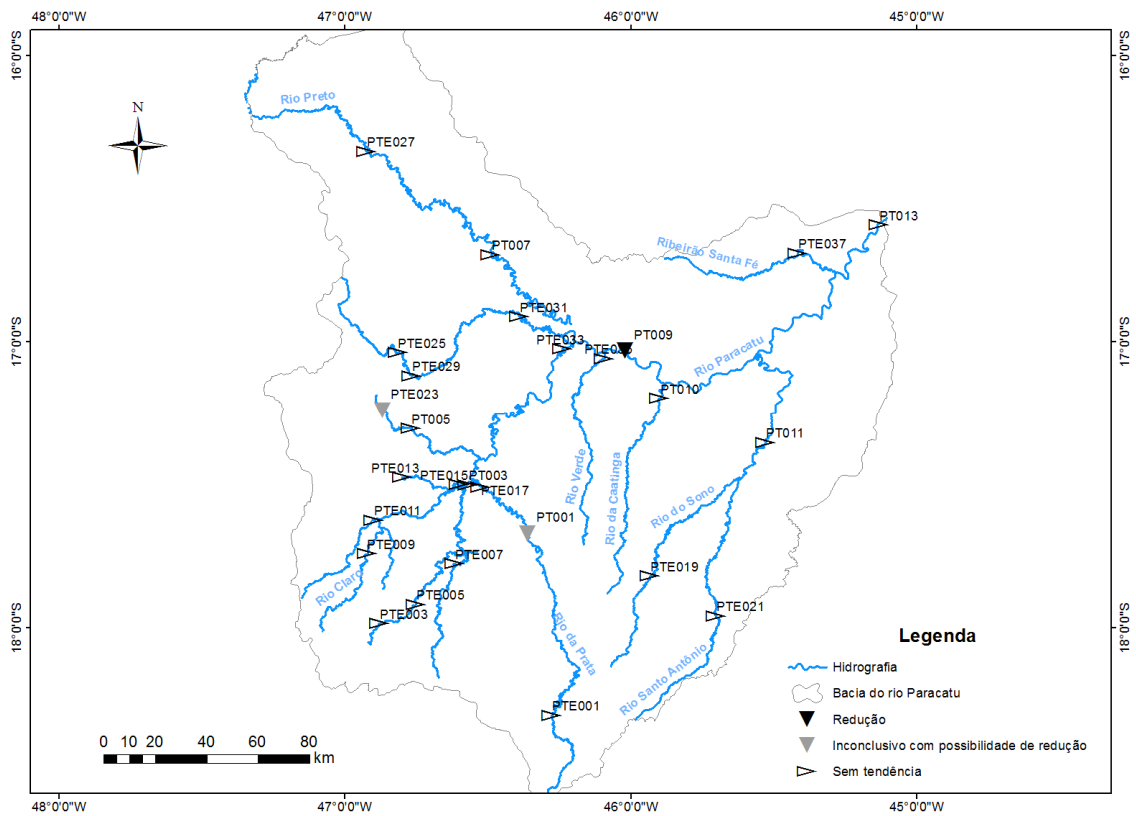 48°0'0"W 47°0'0"W 46°0'0"W 45°0'0"W
16°0'0"S 16°0'0"S
Rio Preto
N
PTE027
PT013
PTE037
Ribeirão Santa Fé
PT007
PTE031
17°0'0"S 17°0'0"S
PTE025
PTE033
PT009
PTE029
Rio Paracatu
PTE023
PT010
PT005
PT011
PTE013
PTE015
PT003
PTE017
Rio Verde
Rio da Caatinga
Rio do Sono
PTE011
PT001
PTE009
PTE007
Rio Claro
PTE019
PTE005
PTE003
PTE021
18°0'0"S 18°0'0"S
Rio da Prata
Rio Santo Antônio
PTE001
Legenda
Hidrografia
Bacia do rio Paracatu
Redução
Inconclusivo com possibilidade de redução
Sem tendência
0 10 20 40 60 80
km
48°0'0"W 47°0'0"W 46°0'0"W 45°0'0"W